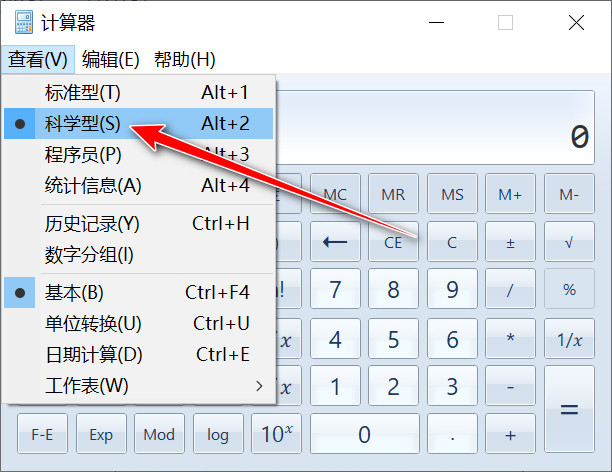 计算器
查看(V) 编辑(E) 帮助(H)
标准型(T) Alt+1
科学型(S) Alt+2
程序员(P) Alt+3
统计信息(A) Alt+4
历史记录(Y) Ctrl+H
数字分组(I)
基本(B) Ctrl+F4
单位转换(U) Ctrl+U
日期计算(D) Ctrl+E
工作表(W)
0
MC MR MS M+ M-
) ← CE C ± √
n! 7 8 9 / %
4 5 6 * 1/x
1 2 3 - =
F-E Exp Mod log 10ˣ 0 . +